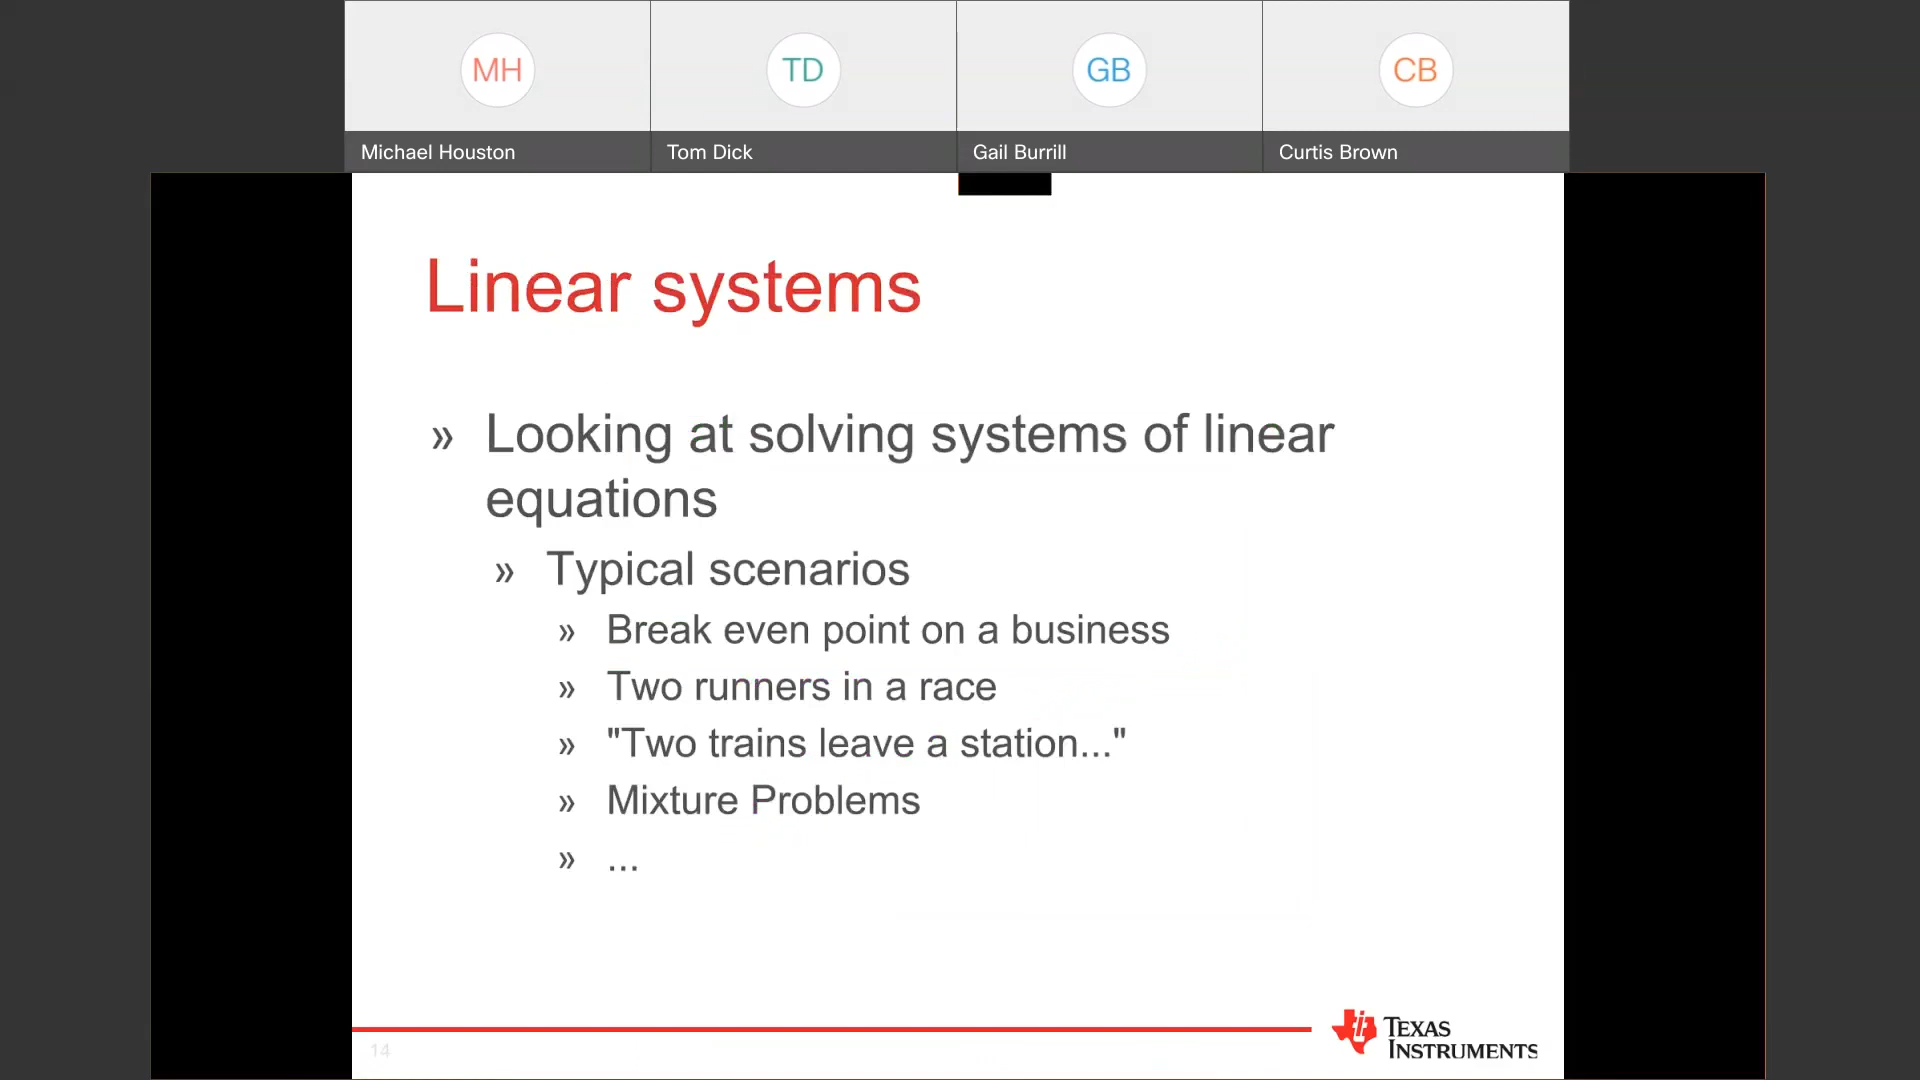 MH
TD
GB
CB
Michael Houston
Tom Dick
Gail Burrill
Curtis Brown
Linear systems
» Looking at solving systems of linear
equations
» Typical scenarios
» Break even point on a business
» Two runners in a race
» "Two trains leave a station..."
» Mixture Problems
» ...
14
TEXAS
INSTRUMENTS